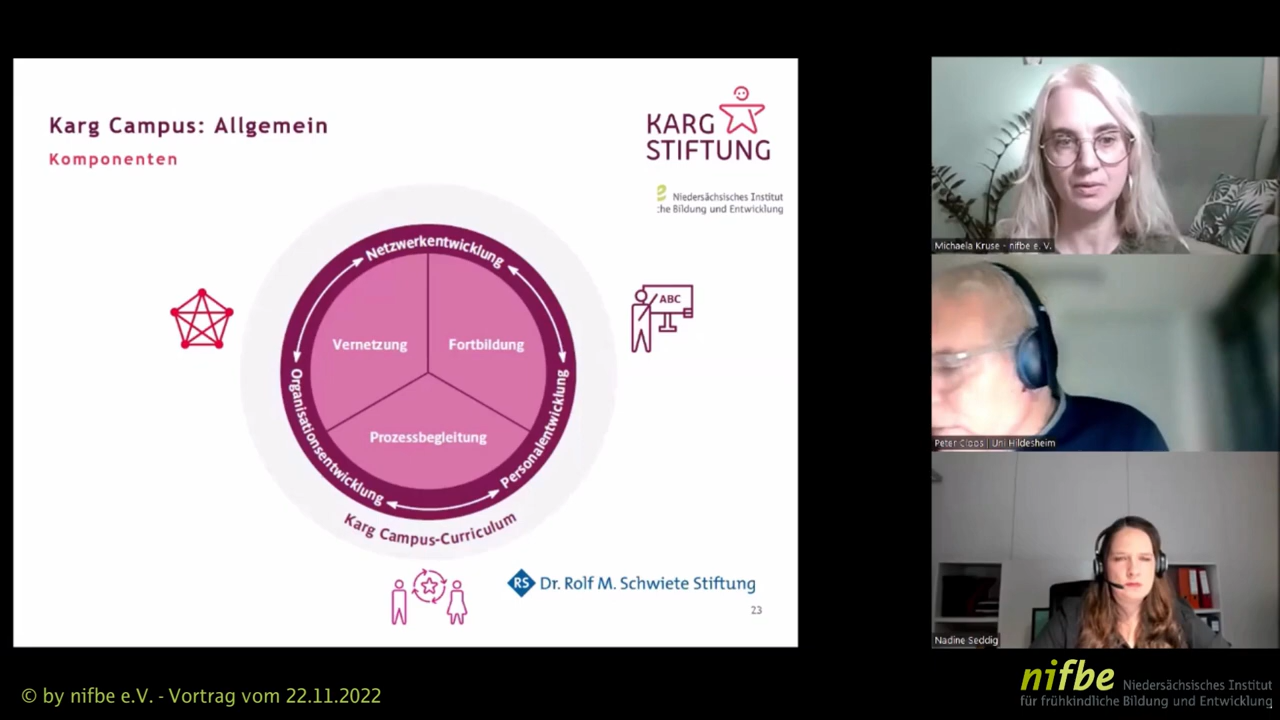 Karg Campus: Allgemein
Komponenten
KARG
STIFTUNG
Niedersächsisches Institut
che Bildung und Entwicklung
Netzwerkentwicklung
Vernetzung
Fortbildung
ABC
Organisationsentwicklung
Prozessbegleitung
Personalentwicklung
Karg Campus-Curriculum
RS Dr. Rolf M. Schwiete Stiftung
23
Michaela Kruse - nifbe e. V.
Peter Cloos | Uni Hildesheim
Nadine Seddig
© by nifbe e.V. - Vortrag vom 22.11.2022
nifbe Niedersächsisches Institut
für frühkindliche Bildung und Entwicklung